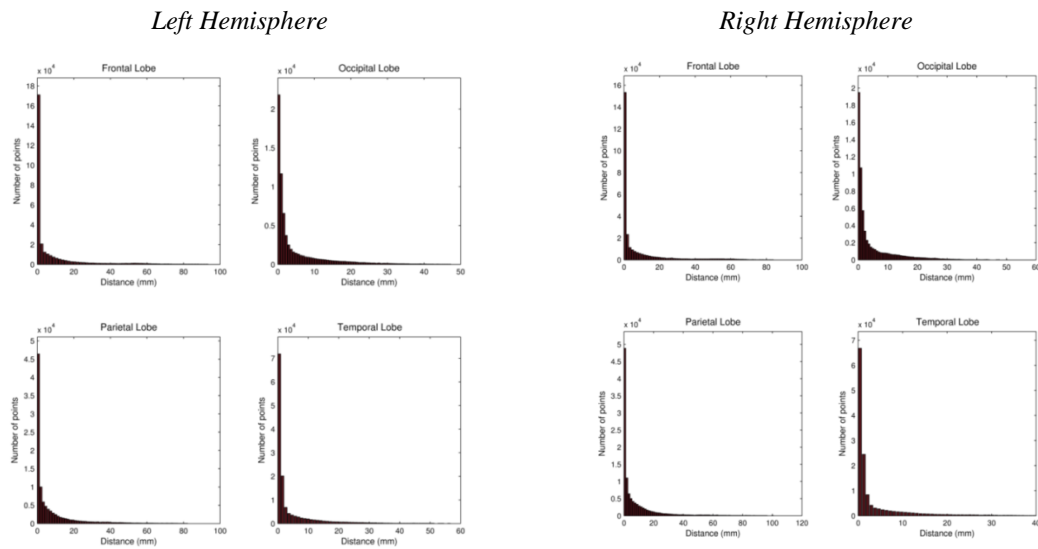 Left Hemisphere
Right Hemisphere
Frontal Lobe
x 10^4
Number of points
18
16
14
12
10
8
6
4
2
0
0 20 40 60 80 100
Distance (mm)
Occipital Lobe
x 10^4
Number of points
2
1.5
1
0.5
0
0 10 20 30 40 50
Distance (mm)
Frontal Lobe
x 10^4
Number of points
16
14
12
10
8
6
4
2
0
0 20 40 60 80 100
Distance (mm)
Occipital Lobe
x 10^4
Number of points
2
1.8
1.6
1.4
1.2
1
0.8
0.6
0.4
0.2
0
0 10 20 30 40 50 60
Distance (mm)
Parietal Lobe
x 10^4
Number of points
5
4.5
4
3.5
3
2.5
2
1.5
1
0.5
0
0 20 40 60 80 100
Distance (mm)
Temporal Lobe
x 10^4
Number of points
7
6
5
4
3
2
1
0
0 10 20 30 40 50 60
Distance (mm)
Parietal Lobe
x 10^4
Number of points
5
4.5
4
3.5
3
2.5
2
1.5
1
0.5
0
0 20 40 60 80 100 120
Distance (mm)
Temporal Lobe
x 10^4
Number of points
7
6
5
4
3
2
1
0
0 10 20 30 40
Distance (mm)